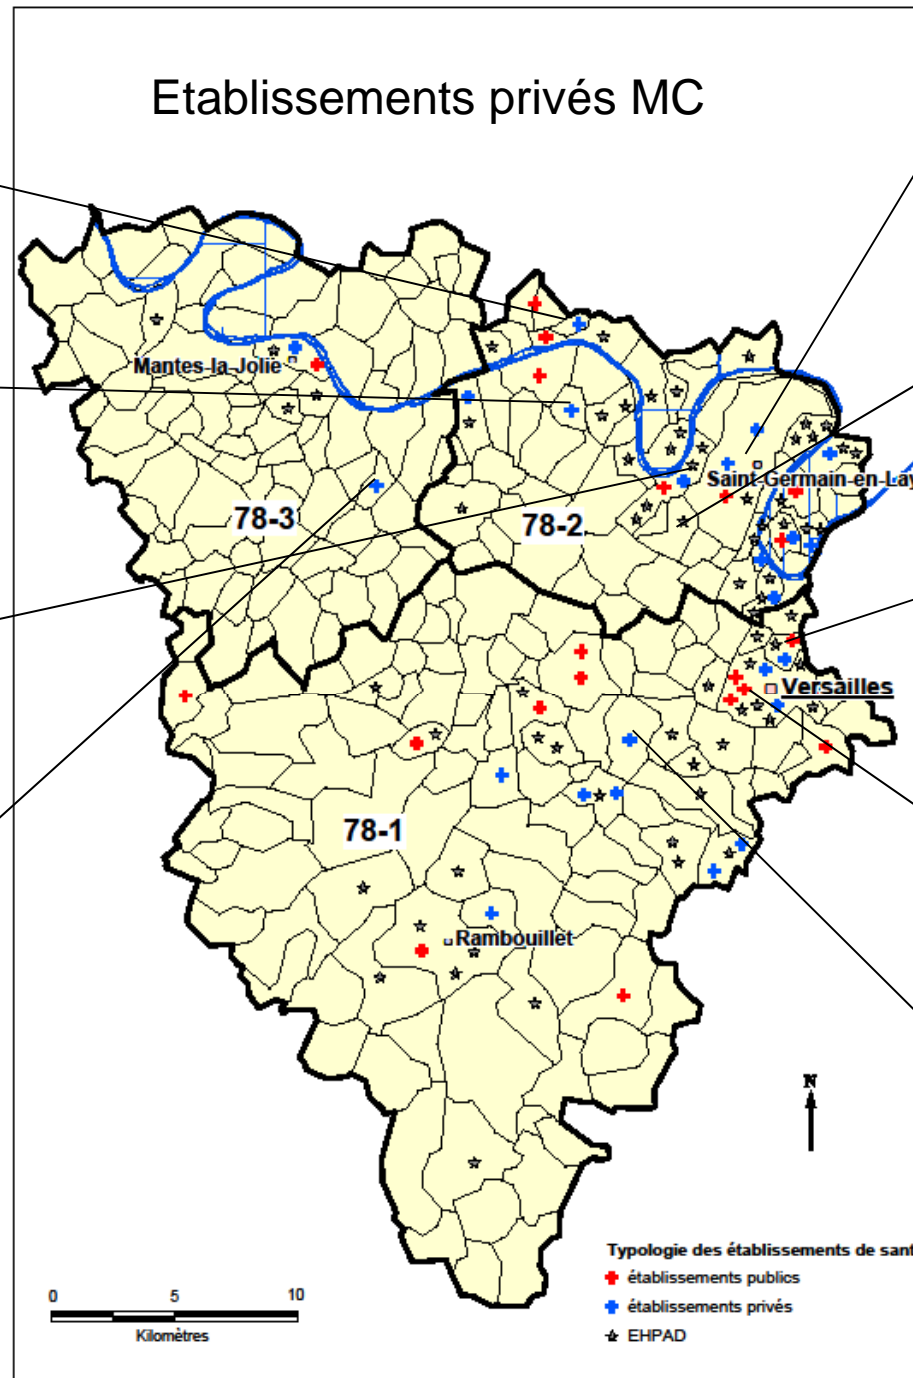 Etablissements privés MC
Mantes-la-Jolie
Saint-Germain-en-Lay
78-3
78-2
Versailles
78-1
Rambouillet
N
Typologie des établissements de sant
établissements publics
établissements privés
EHPAD
0 5 10
Kilomètres